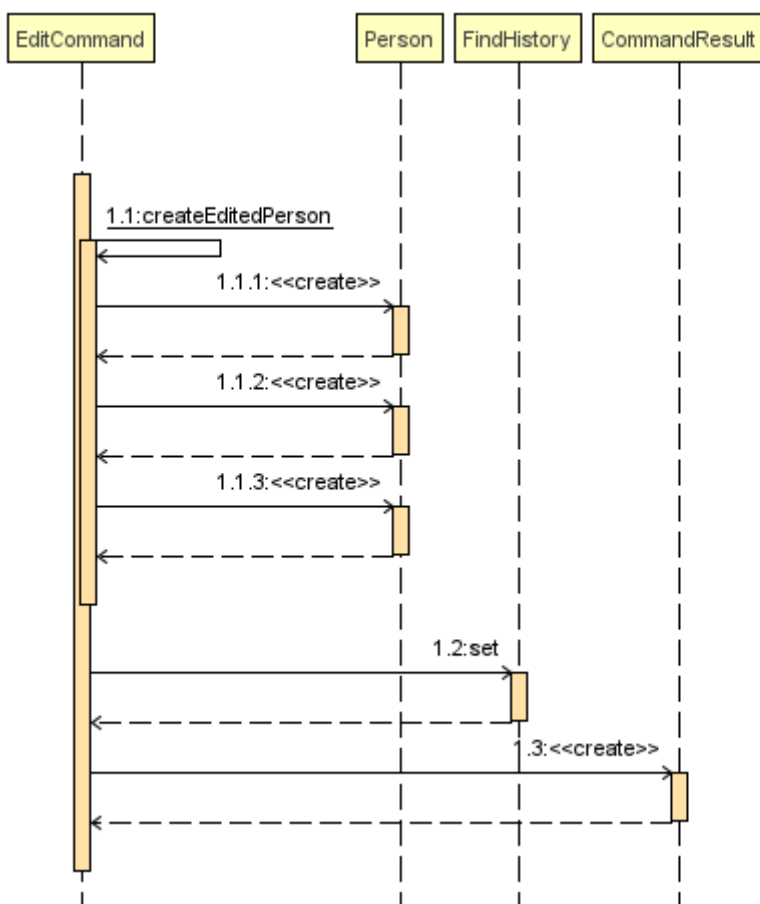 EditCommand
Person
FindHistory
CommandResult
1.1:createEditedPerson
1.1.1:<<create>>
1.1.2:<<create>>
1.1.3:<<create>>
1.2:set
1.3:<<create>>